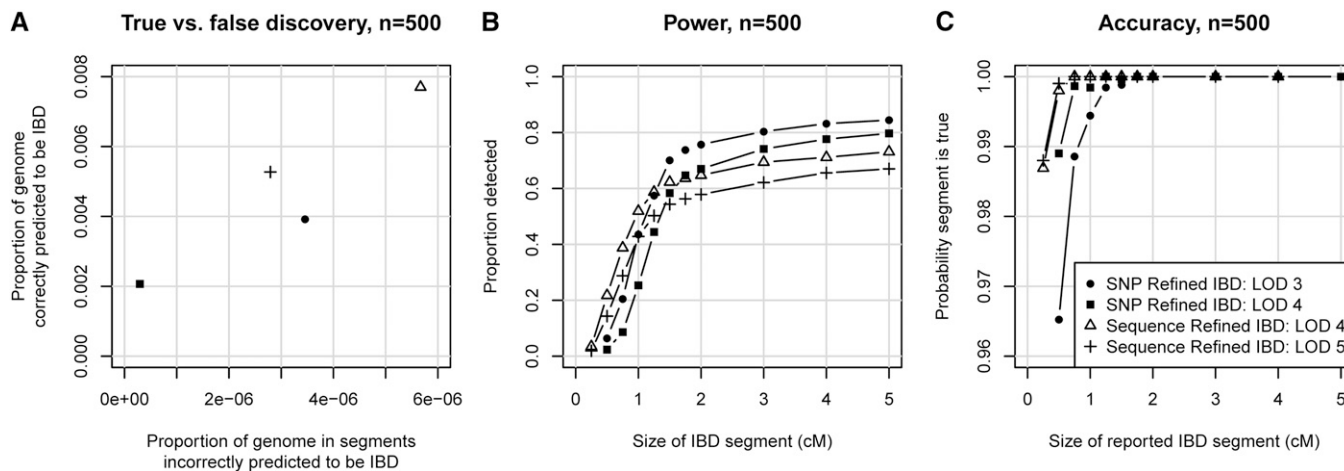 A
True vs. false discovery, n=500
Proportion of genome
correctly predicted to be IBD
0.008
0.006
0.004
0.002
0.000
0e+00
2e−06
4e−06
6e−06
Proportion of genome in segments
incorrectly predicted to be IBD
B
Power, n=500
Proportion detected
1.0
0.8
0.6
0.4
0.2
0.0
0
1
2
3
4
5
Size of IBD segment (cM)
C
Accuracy, n=500
Probability segment is true
1.00
0.99
0.98
0.97
0.96
SNP Refined IBD: LOD 3
SNP Refined IBD: LOD 4
Sequence Refined IBD: LOD 4
Sequence Refined IBD: LOD 5
0
1
2
3
4
5
Size of reported IBD segment (cM)